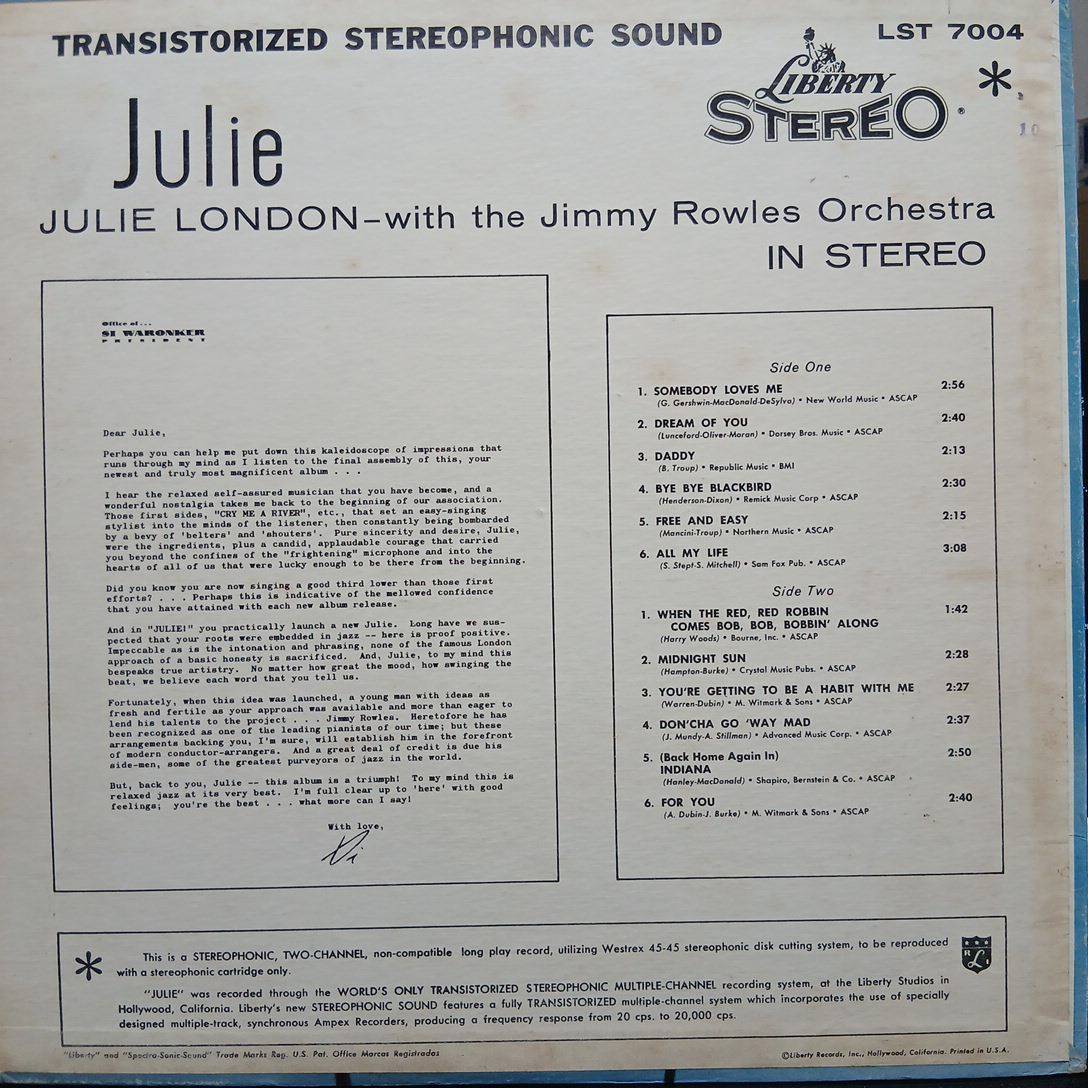 TRANSISTORIZED STEREOPHONIC SOUND
LST 7004
LIBERTY
STEREO
*
10
Julie
JULIE LONDON–with the Jimmy Rowles Orchestra
IN STEREO
Office of...
SI WARONKER
PRESIDENT
Dear Julie,
Perhaps you can help me put down this kaleidoscope of impressions that
runs through my mind as I listen to the final assembly of this, your
newest and truly most magnificent album . . .
I hear the relaxed self-assured musician that you have become, and a
wonderful nostalgia takes me back to the beginning of our association.
Those first sides, "CRY ME A RIVER", etc., that set an easy-singing
stylist into the minds of the listener, then constantly being bombarded
by a bevy of 'belters' and 'shouters'.  Pure sincerity and desire, Julie,
were the ingredients, plus a candid, applaudable courage that carried
you beyond the confines of the "frightening" microphone and into the
hearts of all of us that were lucky enough to be there from the beginning.
Did you know you are now singing a good third lower than those first
efforts? . . . Perhaps this is indicative of the mellowed confidence
that you have attained with each new album release.
And in "JULIE!" you practically launch a new Julie.  Long have we sus-
pected that your roots were embedded in jazz -- here is proof positive.
Impeccable as is the intonation and phrasing, none of the famous London
approach of a basic honesty is sacrificed.  And, Julie, to my mind this
bespeaks true artistry.  No matter how great the mood, how swinging the
beat, we believe each word that you tell us.
Fortunately, when this idea was launched, a young man with ideas as
fresh and fertile as your approach was available and more than eager to
lend his talents to the project . . . Jimmy Rowles.  Heretofore he has
been recognized as one of the leading pianists of our time; but these
arrangements backing you, I'm sure, will establish him in the forefront
of modern conductor-arrangers.  And a great deal of credit is due his
side-men, some of the greatest purveyors of jazz in the world.
But, back to you, Julie -- this album is a triumph!  To my mind this is
relaxed jazz at its very best.  I'm full clear up to 'here' with good
feelings;  you're the best . . . what more can I say!
With love,
Si
Side One
1. SOMEBODY LOVES ME 2:56
(G. Gershwin-MacDonald-DeSylva) • New World Music • ASCAP
2. DREAM OF YOU 2:40
(Lunceford-Oliver-Moran) • Dorsey Bros. Music • ASCAP
3. DADDY 2:13
(B. Troup) • Republic Music • BMI
4. BYE BYE BLACKBIRD 2:30
(Henderson-Dixon) • Remick Music Corp • ASCAP
5. FREE AND EASY 2:15
(Mancini-Troup) • Northern Music • ASCAP
6. ALL MY LIFE 3:08
(S. Stept-S. Mitchell) • Sam Fox Pub. • ASCAP
Side Two
1. WHEN THE RED, RED ROBBIN 1:42
COMES BOB, BOB, BOBBIN' ALONG
(Harry Woods) • Bourne, Inc. • ASCAP
2. MIDNIGHT SUN 2:28
(Hampton-Burke) • Crystal Music Pubs. • ASCAP
3. YOU'RE GETTING TO BE A HABIT WITH ME 2:27
(Warren-Dubin) • M. Witmark & Sons • ASCAP
4. DON'CHA GO 'WAY MAD 2:37
(J. Mundy-A. Stillman) • Advanced Music Corp. • ASCAP
5. (Back Home Again In) 2:50
INDIANA
(Hanley-MacDonald) • Shapiro, Bernstein & Co. • ASCAP
6. FOR YOU 2:40
(A. Dubin-J. Burke) • M. Witmark & Sons • ASCAP
* This is a STEREOPHONIC, TWO-CHANNEL, non-compatible long play record, utilizing Westrex 45-45 stereophonic disk cutting system, to be reproduced
with a stereophonic cartridge only.
"JULIE" was recorded through the WORLD'S ONLY TRANSISTORIZED STEREOPHONIC MULTIPLE-CHANNEL recording system, at the Liberty Studios in
Hollywood, California. Liberty's new STEREOPHONIC SOUND features a fully TRANSISTORIZED multiple-channel system which incorporates the use of specially
designed multiple-track, synchronous Ampex Recorders, producing a frequency response from 20 cps. to 20,000 cps.
"Liberty" and "Spectra-Sonic-Sound" Trade Marks Reg. U.S. Pat. Office Marcas Registradas
©Liberty Records, Inc., Hollywood, California. Printed in U.S.A.